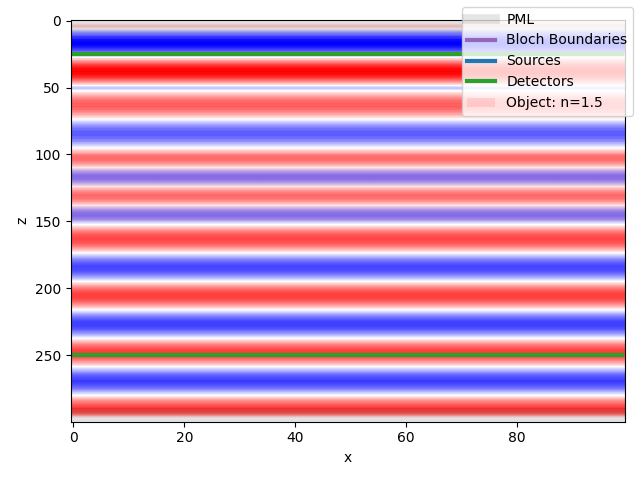 PML
Bloch Boundaries
Sources
Detectors
Object: n=1.5
0
50
100
150
200
250
z
0 20 40 60 80
x